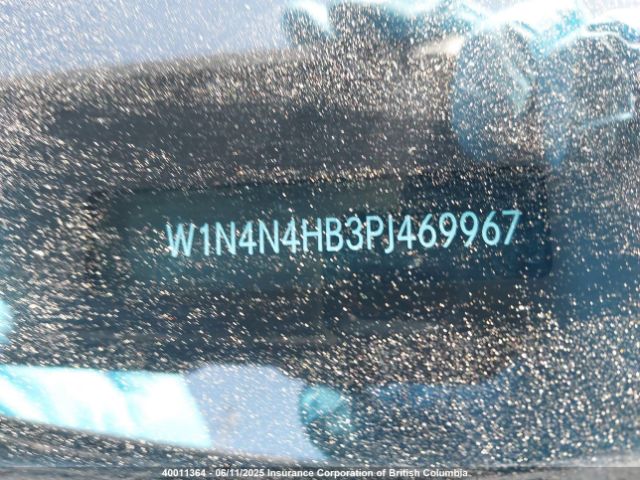 W1N4N4HB3PJ469967
40011364 - 06/11/2025 Insurance Corporation of British Columbia.